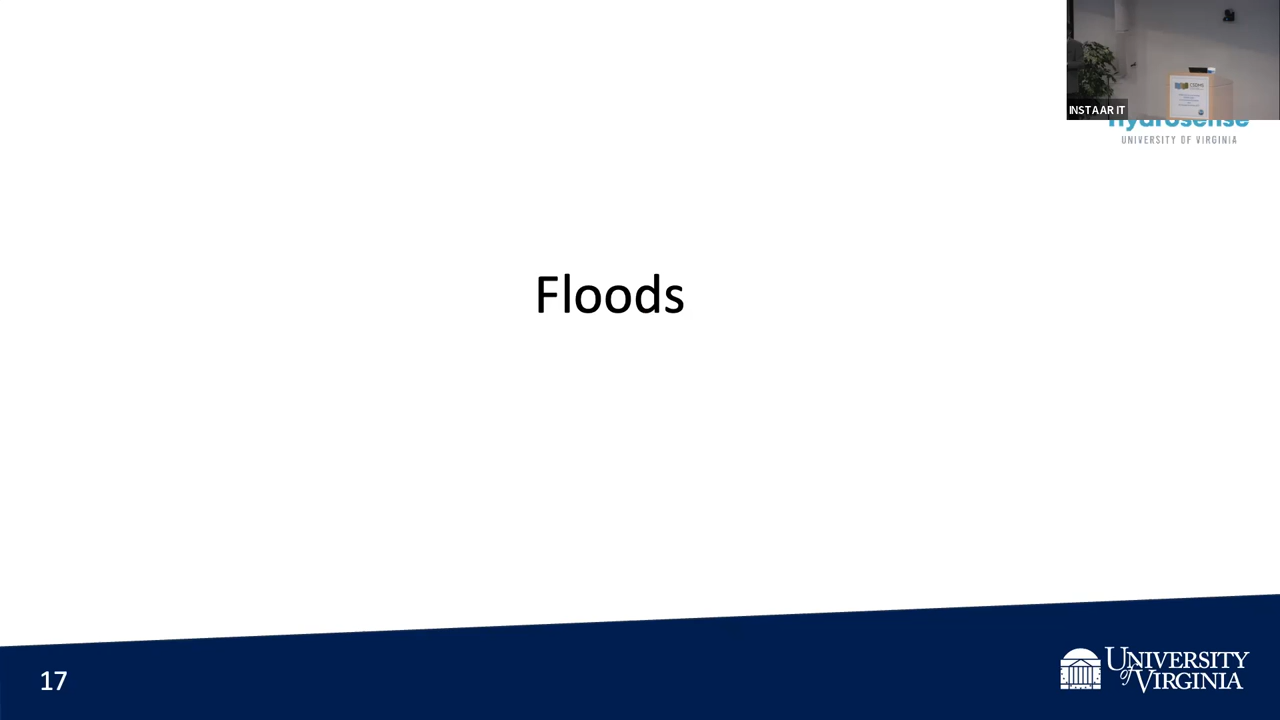 INSTAAR IT
Hydrosense
UNIVERSITY OF VIRGINIA
Floods
17
UNIVERSITY
of VIRGINIA